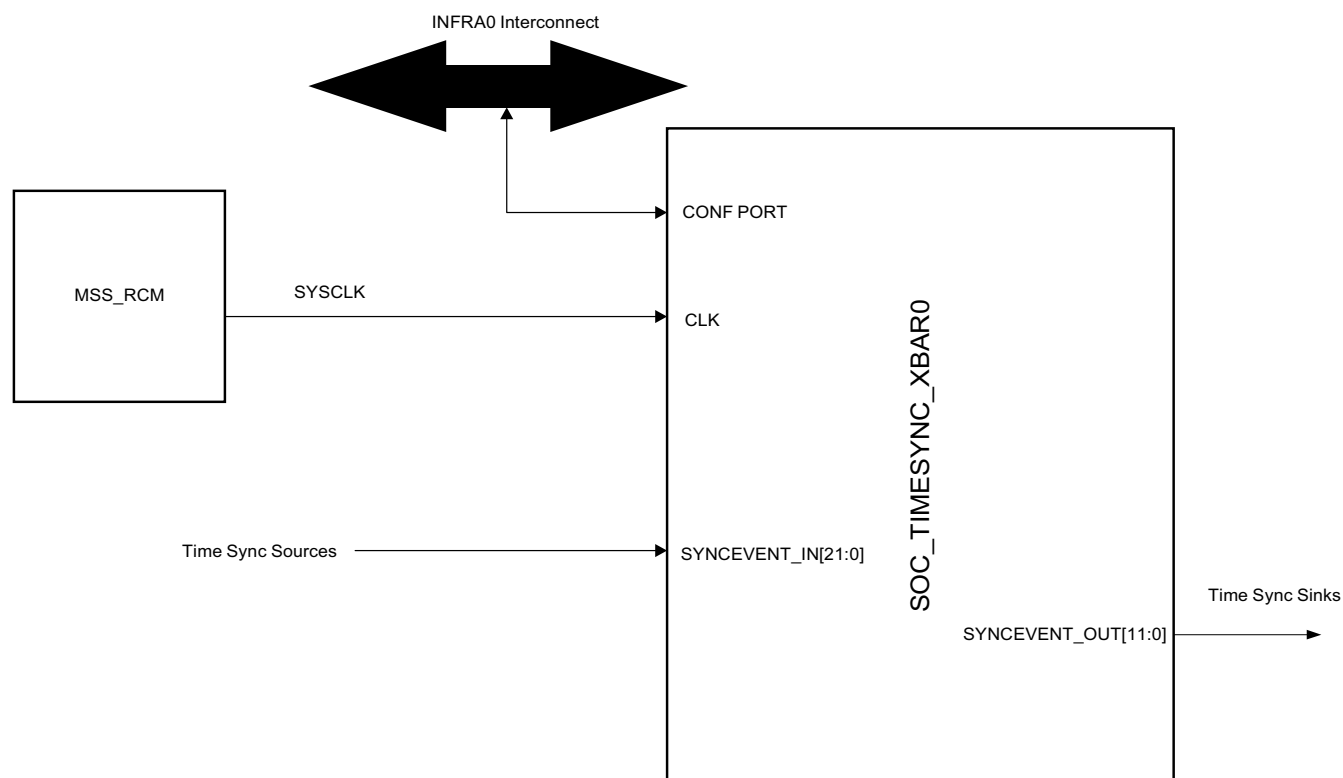 INFRA0 Interconnect
CONF PORT
MSS_RCM
SYSCLK
CLK
SOC_TIMESYNC_XBAR0
Time Sync Sources
SYNCEVENT_IN[21:0]
Time Sync Sinks
SYNCEVENT_OUT[11:0]